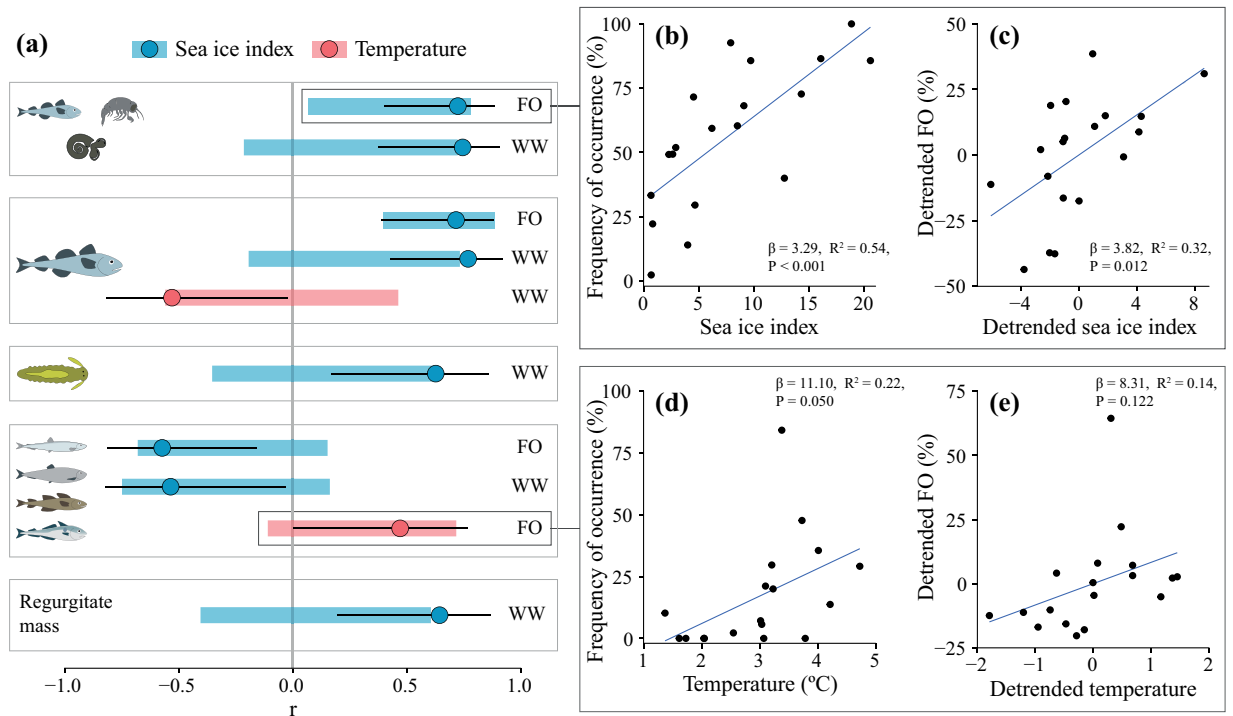 (a)
Sea ice index
Temperature
FO
WW
FO
WW
WW
WW
FO
WW
FO
Regurgitate
mass
WW
−1.0
−0.5
0.0
0.5
1.0
r
(b)
Frequency of occurrence (%)
100
75
50
25
0
β = 3.29, R² = 0.54,
P < 0.001
0
5
10
15
20
Sea ice index
(c)
Detrended FO (%)
50
25
0
−25
−50
β = 3.82, R² = 0.32,
P = 0.012
−4
0
4
8
Detrended sea ice index
(d)
Frequency of occurrence (%)
100
75
50
25
0
β = 11.10, R² = 0.22,
P = 0.050
1
2
3
4
5
Temperature (ºC)
(e)
Detrended FO (%)
75
50
25
0
−25
β = 8.31, R² = 0.14,
P = 0.122
−2
−1
0
1
2
Detrended temperature